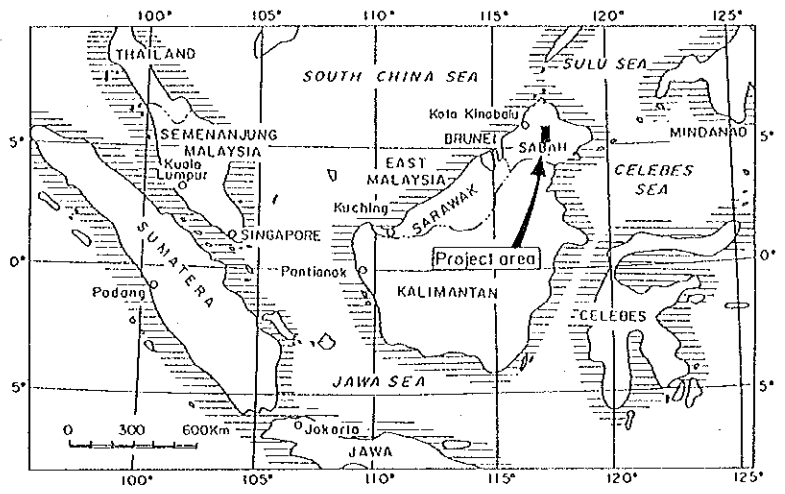 100° 105° 110° 115° 120° 125°
THAILAND
SOUTH CHINA SEA
SULU SEA
Kota Kinabalu
5°
SEMENANJUNG
MALAYSIA
BRUNEI
SABAH
MINDANAO
5°
Kuala
Lumpur
EAST
MALAYSIA
CELEBES
SEA
SARAWAK
Kuching
SINGAPORE
SUMATERA
Project area
0°
0°
Pontianak
Padang
KALIMANTAN
CELEBES
5°
JAWA SEA
5°
0 300 600Km
Jakarta
JAWA
100° 105° 110° 115° 120° 125°